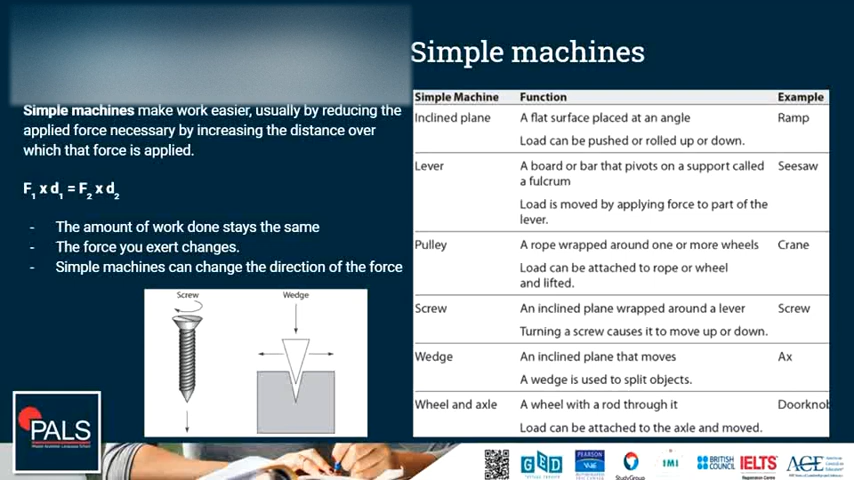 Simple machines
Simple machines make work easier, usually by reducing the
applied force necessary by increasing the distance over
which that force is applied.
F1 x d1 = F2 x d2
- The amount of work done stays the same
- The force you exert changes.
- Simple machines can change the direction of the force
Screw
Wedge
Simple Machine Function Example
Inclined plane A flat surface placed at an angle Ramp
Load can be pushed or rolled up or down.
Lever A board or bar that pivots on a support called Seesaw
a fulcrum
Load is moved by applying force to part of the
lever.
Pulley A rope wrapped around one or more wheels Crane
Load can be attached to rope or wheel
and lifted.
Screw An inclined plane wrapped around a lever Screw
Turning a screw causes it to move up or down.
Wedge An inclined plane that moves Ax
A wedge is used to split objects.
Wheel and axle A wheel with a rod through it Doorknob
Load can be attached to the axle and moved.
PALS
GED
PEARSON
VUE
StudyGroup
IMI
BRITISH
COUNCIL
IELTS
ACE